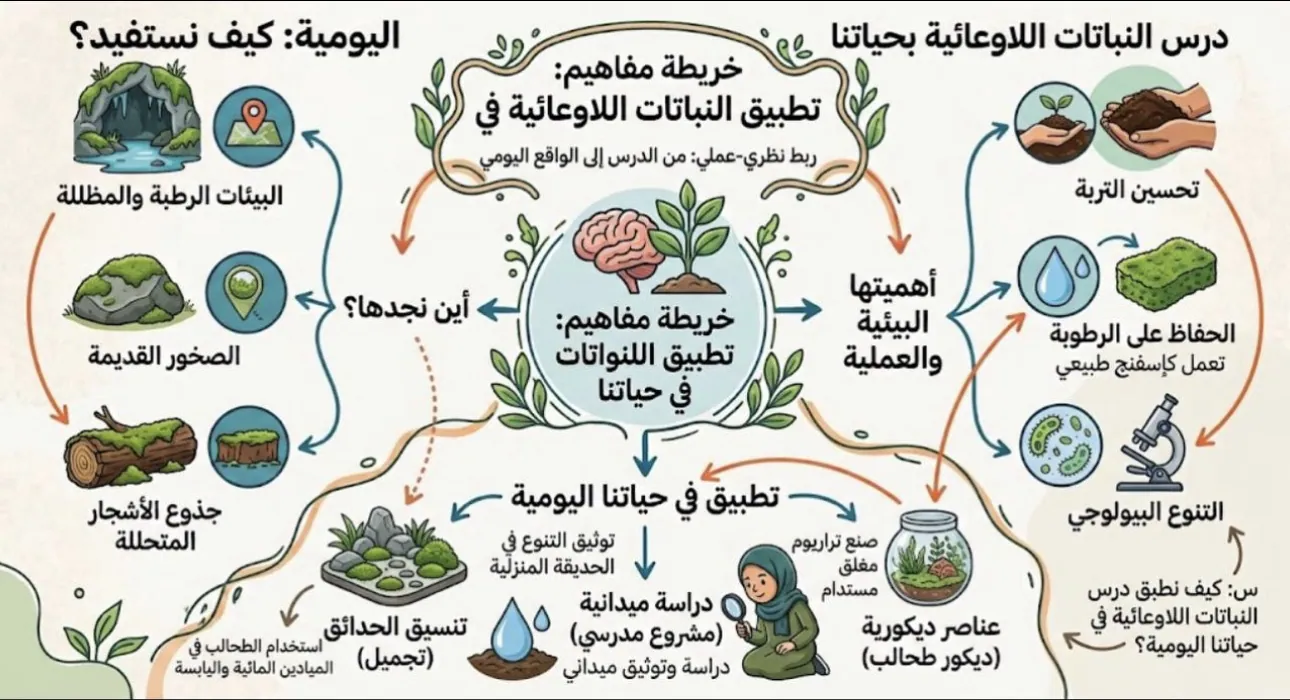 درس النباتات اللاوعائية بحياتنا
اليومية: كيف نستفيد؟
خريطة مفاهيم:
تطبيق النباتات اللاوعائية في
ربط نظري-عملي: من الدرس إلى الواقع اليومي
خريطة مفاهيم:
تطبيق اللنواتات
في حياتنا
أهميتها
البيئية
والعملية
تحسين التربة
الحفاظ على الرطوبة
تعمل كإسفنج طبيعي
التنوع البيولوجي
س: كيف نطبق درس
النباتات اللاوعائية في
حياتنا اليومية؟
أين نجدها؟
البيئات الرطبة والمظللة
الصخور القديمة
جذوع الأشجار
المتحللة
تطبيق في حياتنا اليومية
صنع تراريوم
مغلق
مستدام
عناصر ديكورية
(ديكور طحالب)
توثيق التنوع في
الحديقة المنزلية
دراسة ميدانية
(مشروع مدرسي)
دراسة وتوثيق ميداني
تنسيق الحدائق
(تجميل)
استخدام الطحالب في
الميادين المائية واليابسة